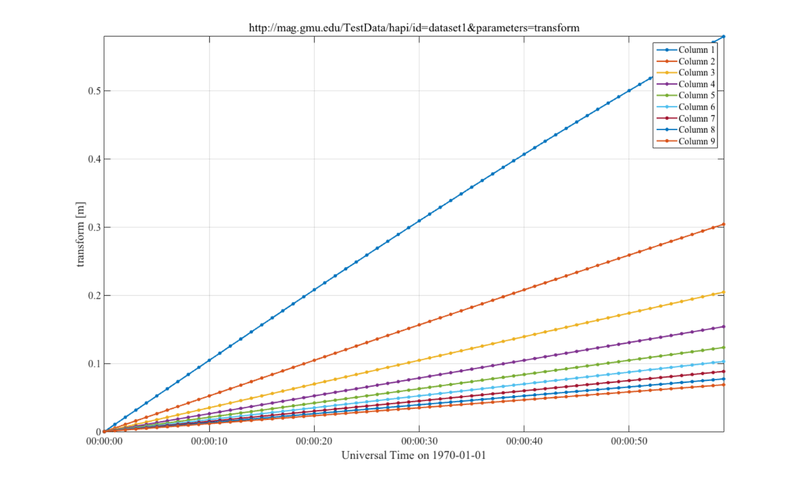 http://mag.gmu.edu/TestData/hapi/id=dataset1&parameters=transform
Column 1
Column 2
Column 3
Column 4
Column 5
Column 6
Column 7
Column 8
Column 9
transform [m]
0.5
0.4
0.3
0.2
0.1
0
00:00:00 00:00:10 00:00:20 00:00:30 00:00:40 00:00:50
Universal Time on 1970-01-01